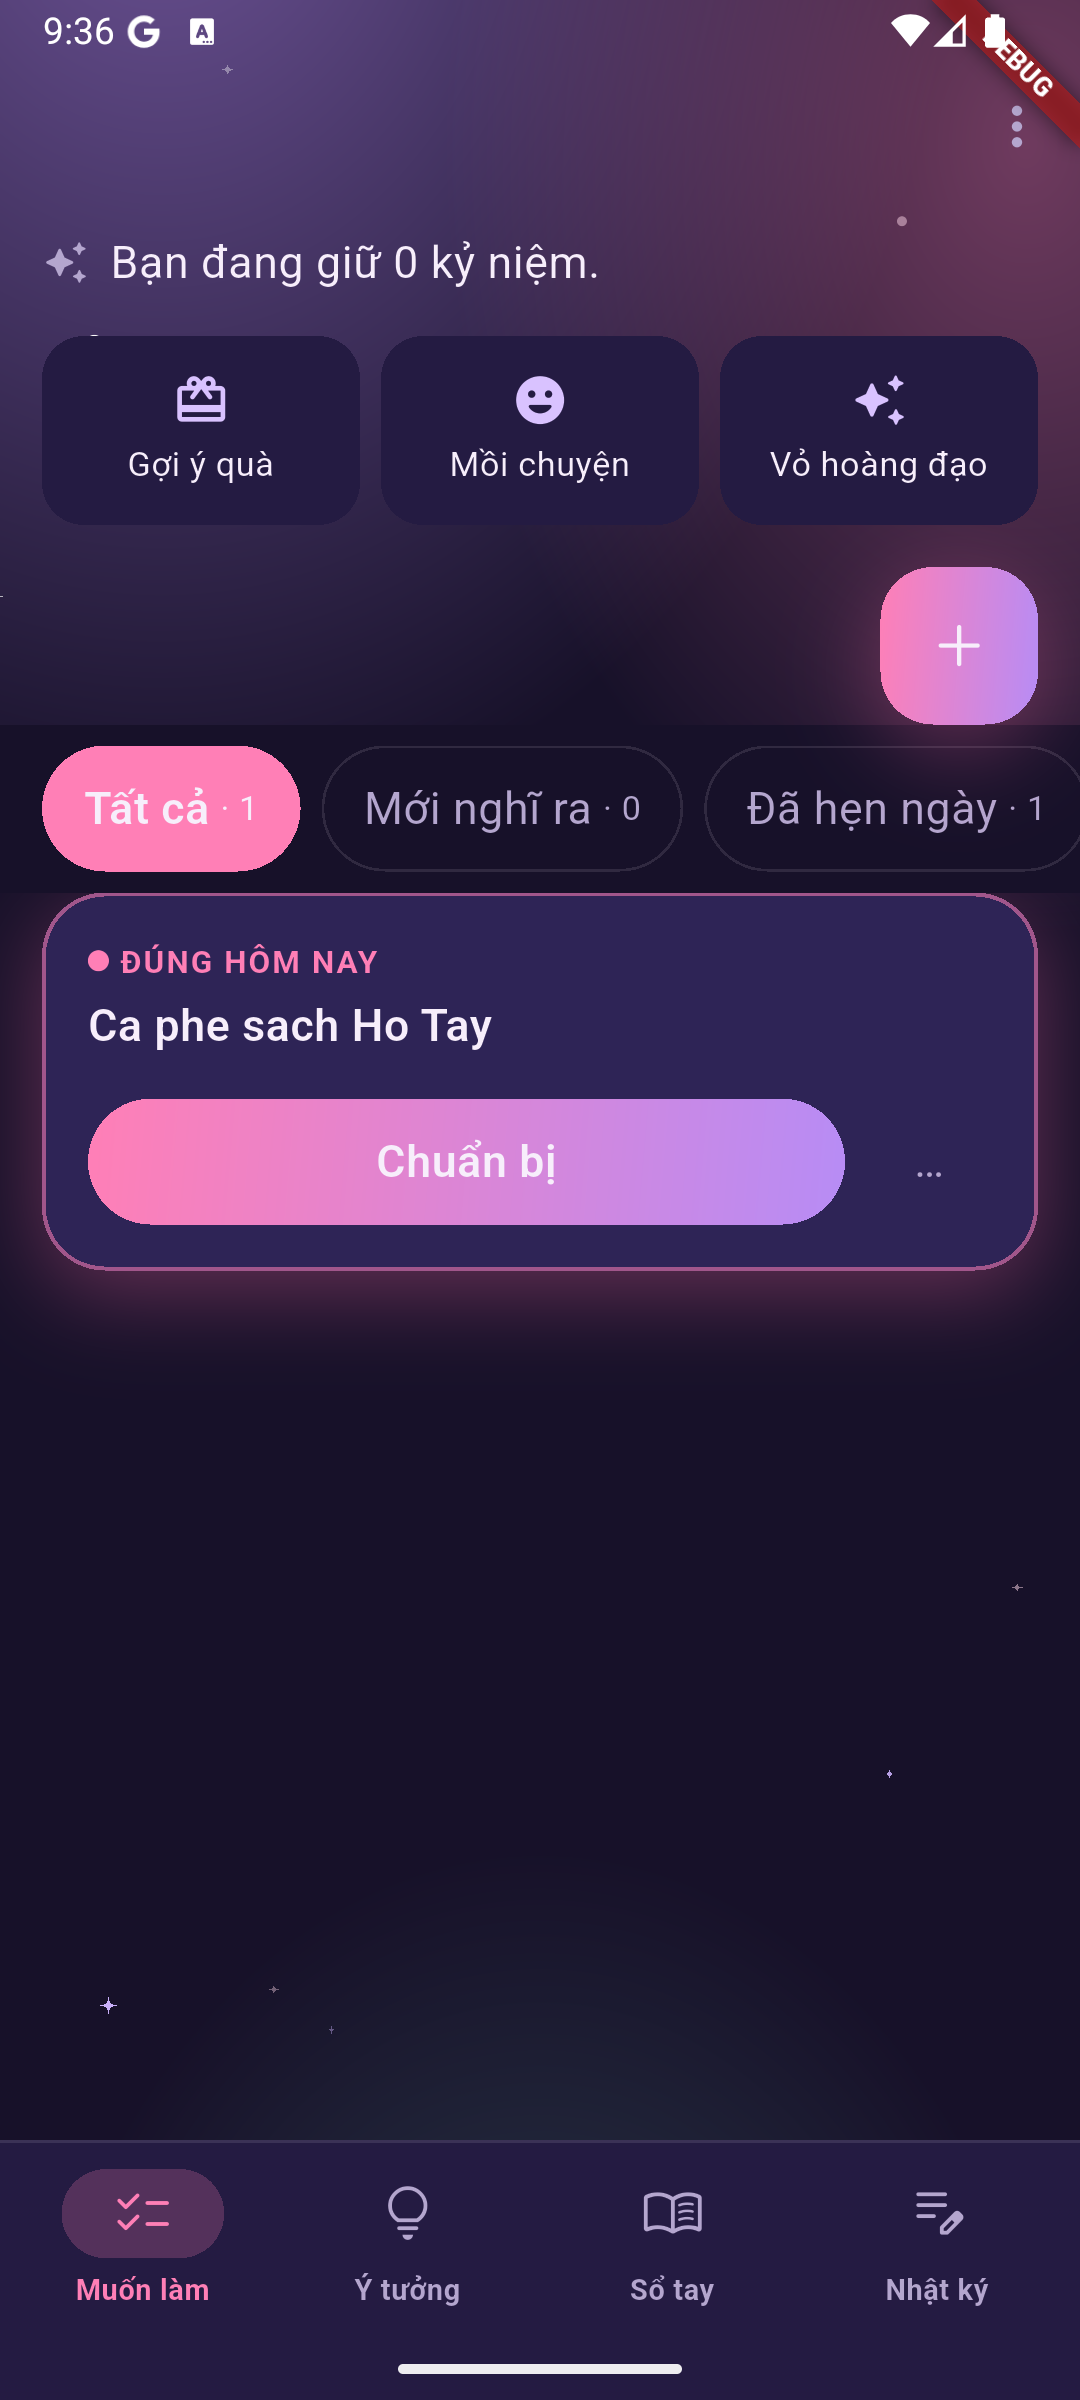 9:36
EBUG
Bạn đang giữ 0 kỷ niệm.
Gợi ý quà
Mồi chuyện
Vỏ hoàng đạo
Tất cả · 1
Mới nghĩ ra · 0
Đã hẹn ngày · 1
ĐÚNG HÔM NAY
Ca phe sach Ho Tay
Chuẩn bị
...
Muốn làm
Ý tưởng
Sổ tay
Nhật ký